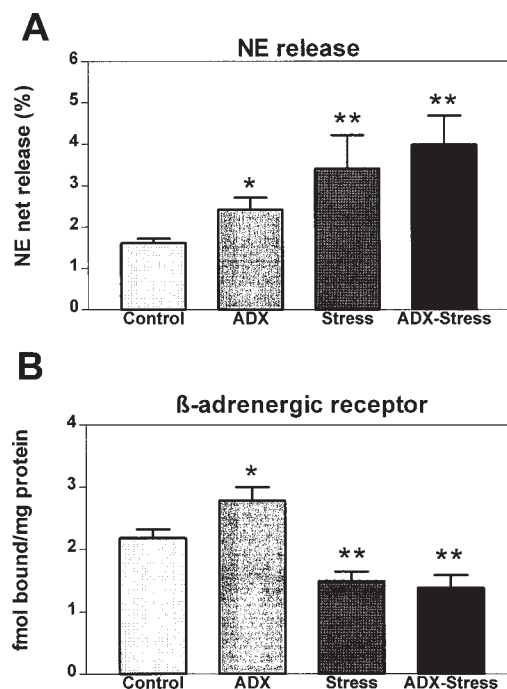 A
NE release
NE net release (%)
6
5
4
3
2
1
0
*
**
**
Control ADX Stress ADX-Stress
B
ß-adrenergic receptor
fmol bound/mg protein
4
3
2
1
0
*
**
**
Control ADX Stress ADX-Stress